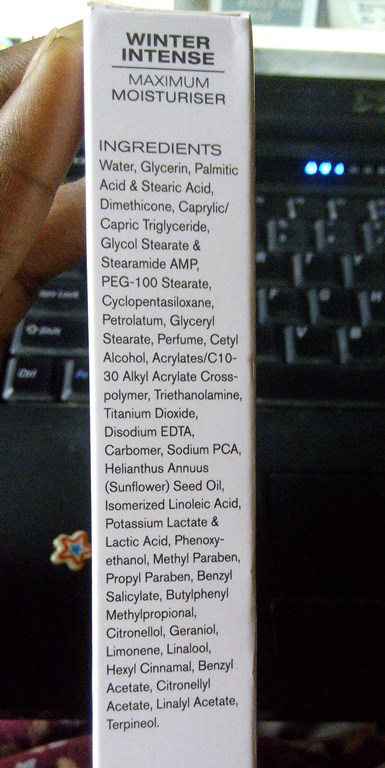 WINTER
INTENSE
MAXIMUM
MOISTURISER
INGREDIENTS
Water, Glycerin, Palmitic
Acid & Stearic Acid,
Dimethicone, Caprylic/
Capric Triglyceride,
Glycol Stearate &
Stearamide AMP,
PEG-100 Stearate,
Cyclopentasiloxane,
Petrolatum, Glyceryl
Stearate, Perfume, Cetyl
Alcohol, Acrylates/C10-
30 Alkyl Acrylate Cross-
polymer, Triethanolamine,
Titanium Dioxide,
Disodium EDTA,
Carbomer, Sodium PCA,
Helianthus Annuus
(Sunflower) Seed Oil,
Isomerized Linoleic Acid,
Potassium Lactate &
Lactic Acid, Phenoxy-
ethanol, Methyl Paraben,
Propyl Paraben, Benzyl
Salicylate, Butylphenyl
Methylpropional,
Citronellol, Geraniol,
Limonene, Linalool,
Hexyl Cinnamal, Benzyl
Acetate, Citronellyl
Acetate, Linalyl Acetate,
Terpineol.
Shift
Ctrl